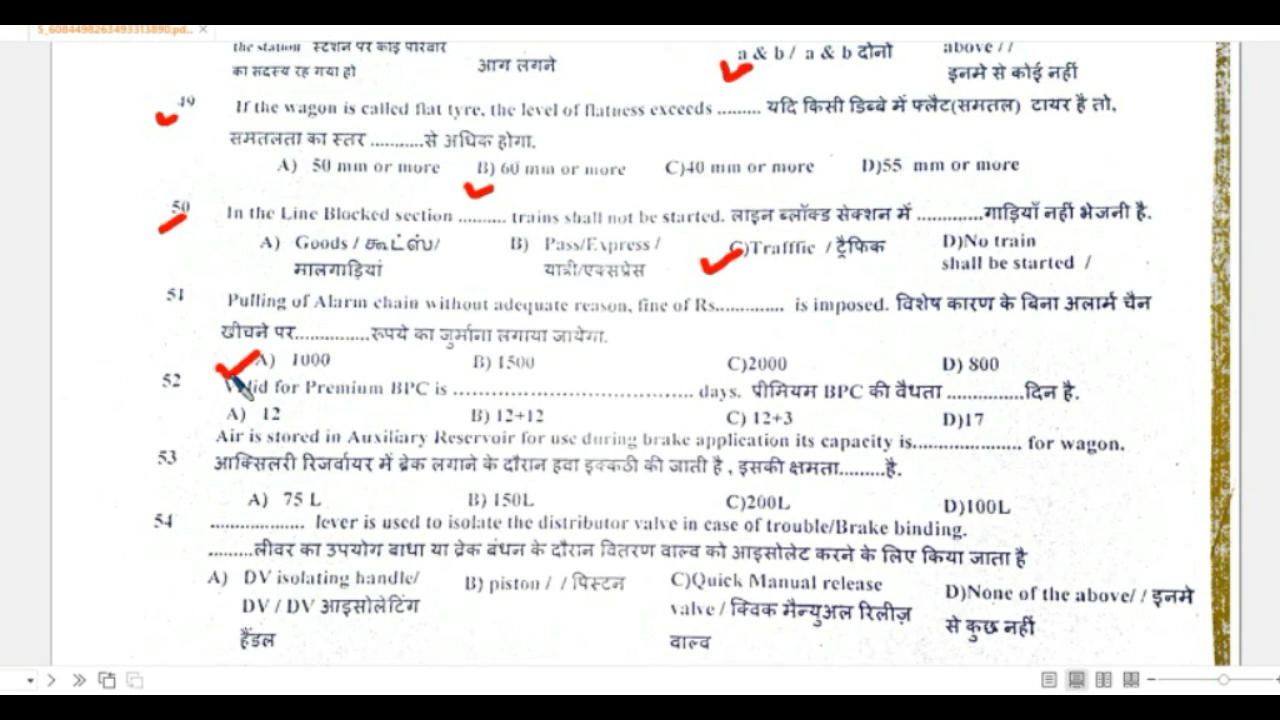 5_6084498263493313890.pd..
the station स्टेशन पर कोई परिवार
का सदस्य रह गया हो
आग लगने
a & b / a & b दोनो
above / /
इनमे से कोई नहीं
49 If the wagon is called flat tyre, the level of flatness exceeds ......... यदि किसी डिब्बे में फ्लैट(समतल) टायर है तो,
समतलता का स्तर ...........से अधिक होगा.
A) 50 mm or more B) 60 mm or more C)40 mm or more D)55 mm or more
50 In the Line Blocked section .......... trains shall not be started. लाइन ब्लॉक्ड सेक्शन में .............गाड़ियाँ नहीं भेजनी है.
A) Goods / கூட்ஸ்/
मालगाड़ियां
B) Pass/Express /
यात्री/एक्सप्रेस
C)Trafffic / ट्रैफिक
D)No train
shall be started /
51 Pulling of Alarm chain without adequate reason, fine of Rs............. is imposed. विशेष कारण के बिना अलार्म चैन
खींचने पर...............रूपये का जुर्माना लगाया जायेगा.
A) 1000 B) 1500 C)2000 D) 800
52 Valid for Premium BPC is ................................... days. प्रीमियम BPC की वैधता ...............दिन है.
A) 12 B) 12+12 C) 12+3 D)17
Air is stored in Auxiliary Reservoir for use during brake application its capacity is..................... for wagon.
53 आक्सिलरी रिजर्वायर में ब्रेक लगाने के दौरान हवा इक्कठी की जाती है , इसकी क्षमता.........है.
A) 75 L B) 150L C)200L D)100L
54 .................. lever is used to isolate the distributor valve in case of trouble/Brake binding.
.........लीवर का उपयोग बाधा या ब्रेक बंधन के दौरान वितरण वाल्व को आइसोलेट करने के लिए किया जाता है
A) DV isolating handle/
DV / DV आइसोलेटिंग
हैंडल
B) piston / / पिस्टन
C)Quick Manual release
valve / क्विक मैन्युअल रिलीज़
वाल्व
D)None of the above/ / इनमे
से कुछ नहीं